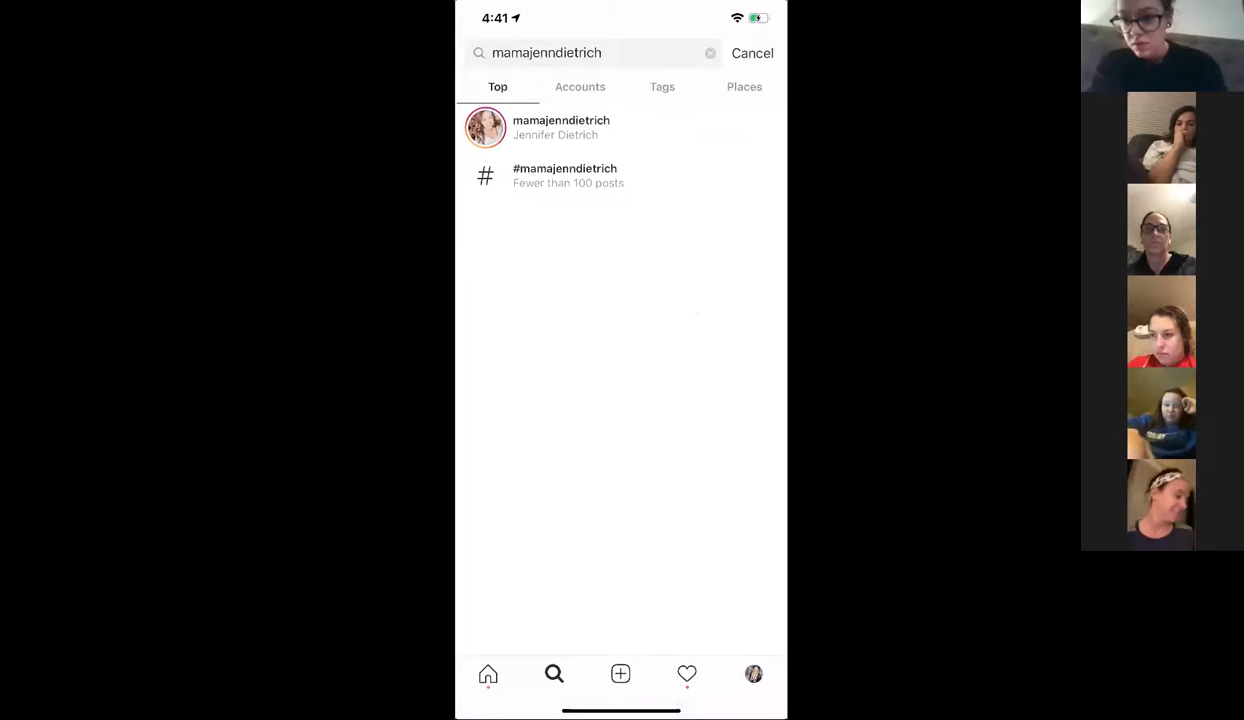 4:41
mamajenndietrich
Cancel
Top Accounts Tags Places
mamajenndietrich
Jennifer Dietrich
#
#mamajenndietrich
Fewer than 100 posts